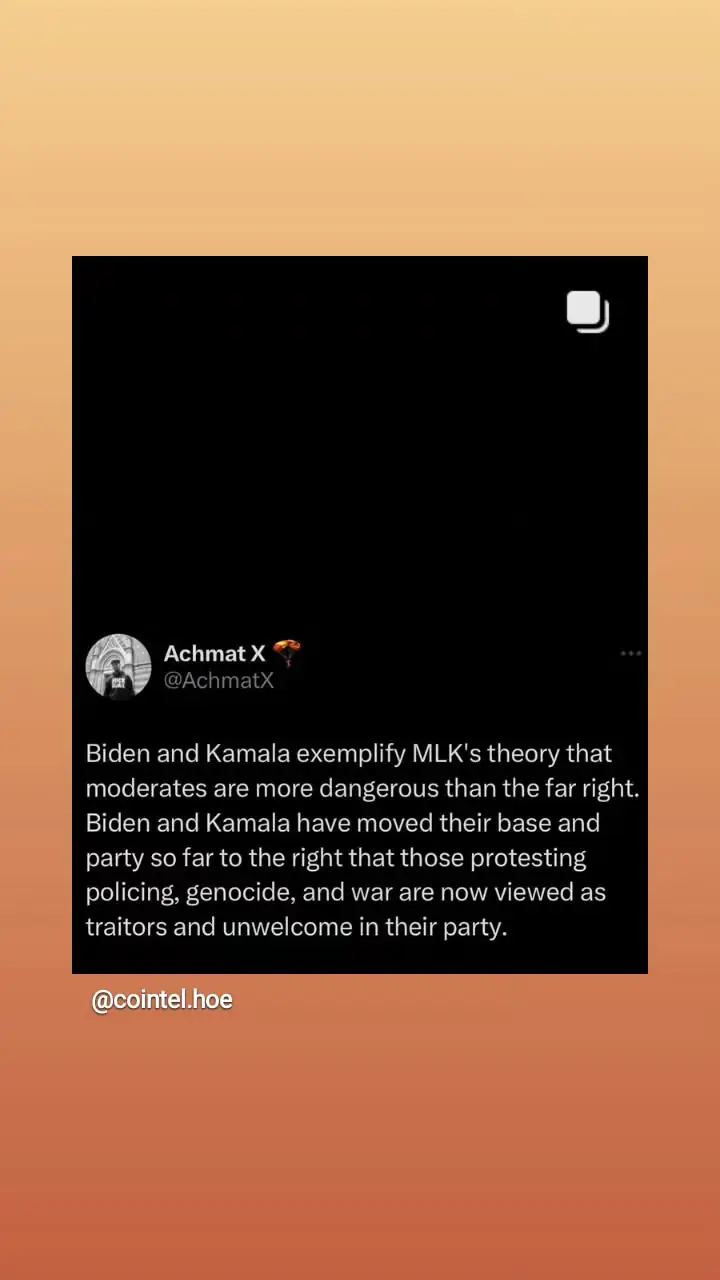 Achmat X
@AchmatX
Biden and Kamala exemplify MLK's theory that
moderates are more dangerous than the far right.
Biden and Kamala have moved their base and
party so far to the right that those protesting
policing, genocide, and war are now viewed as
traitors and unwelcome in their party.
@cointel.hoe